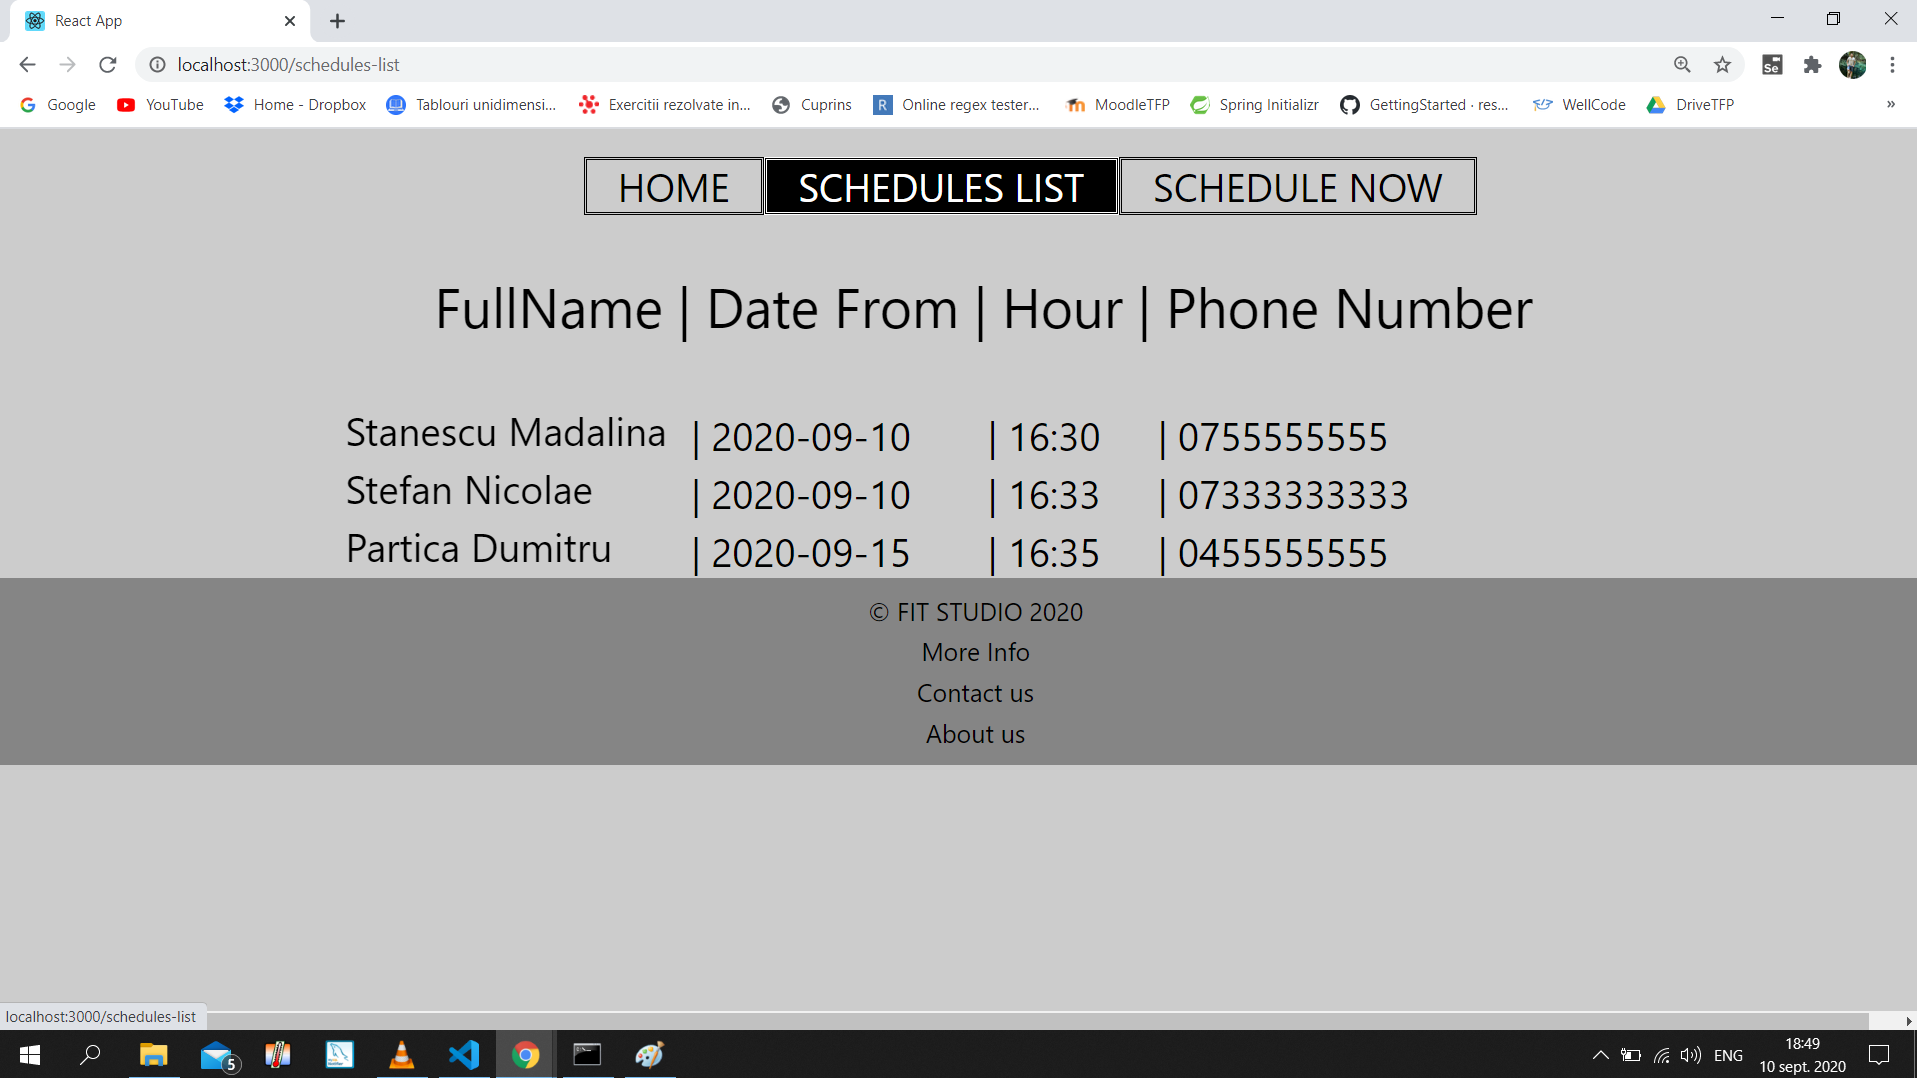 React App
localhost:3000/schedules-list
Google YouTube Home - Dropbox Tablouri unidimensi... Exercitii rezolvate in... Cuprins R Online regex tester... MoodleTFP Spring Initializr GettingStarted · res... WellCode DriveTFP »
HOME SCHEDULES LIST SCHEDULE NOW
FullName | Date From | Hour | Phone Number
Stanescu Madalina | 2020-09-10 | 16:30 | 0755555555
Stefan Nicolae | 2020-09-10 | 16:33 | 07333333333
Partica Dumitru | 2020-09-15 | 16:35 | 0455555555
© FIT STUDIO 2020
More Info
Contact us
About us
localhost:3000/schedules-list
5 ENG 18:49
10 sept. 2020